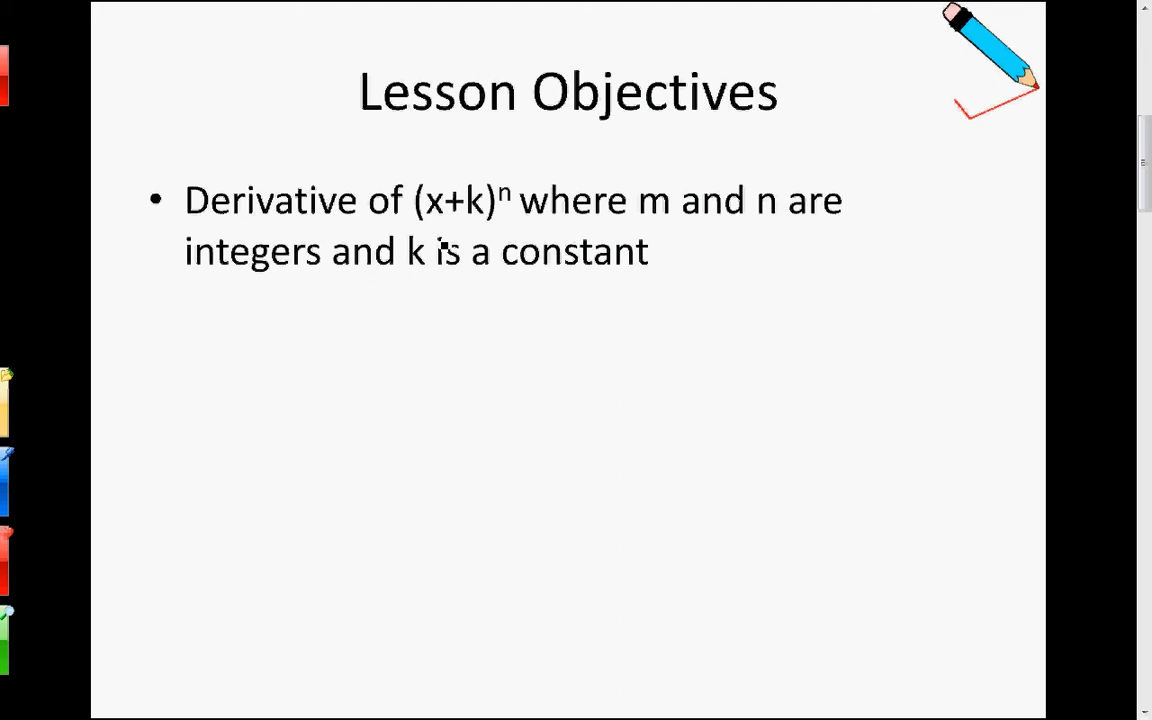 Lesson Objectives
• Derivative of (x+k)ⁿ where m and n are
integers and k is a constant